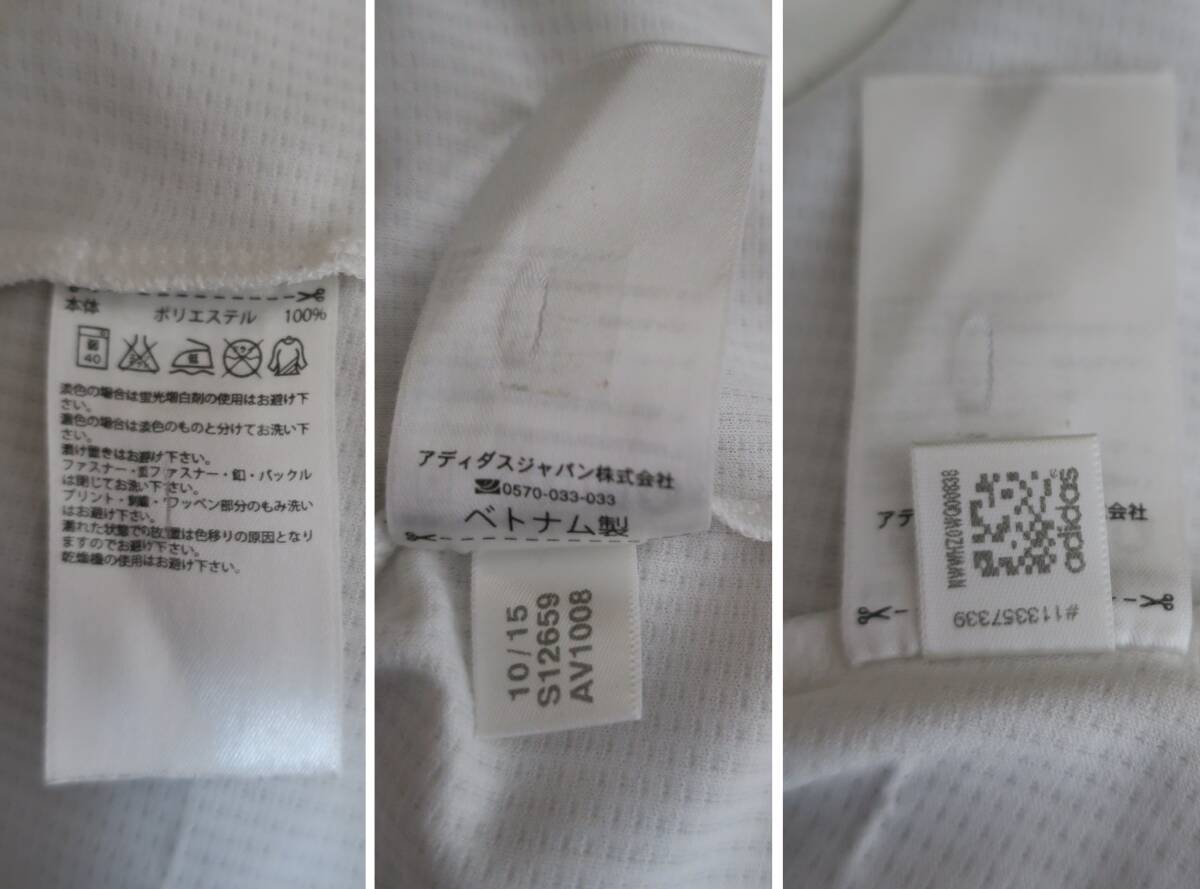 本体
ポリエステル 100%
40
低
淡色の場合は蛍光増白剤の使用はお避け下
さい。
濃色の場合は淡色のものと分けてお洗い下
さい。
漬け置きはお避け下さい。
ファスナー・面ファスナー・釦・バックル
は閉じてお洗い下さい。
プリント・刺繍・ワッペン部分のもみ洗い
はお避け下さい。
濡れた状態での放置は色移りの原因となり
ますのでお避け下さい。
乾燥機の使用はお避け下さい。
アディダスジャパン株式会社
0570-033-033
ベトナム製
10/15
S12659
AV1008
アデ
会社
adidas
#113357339